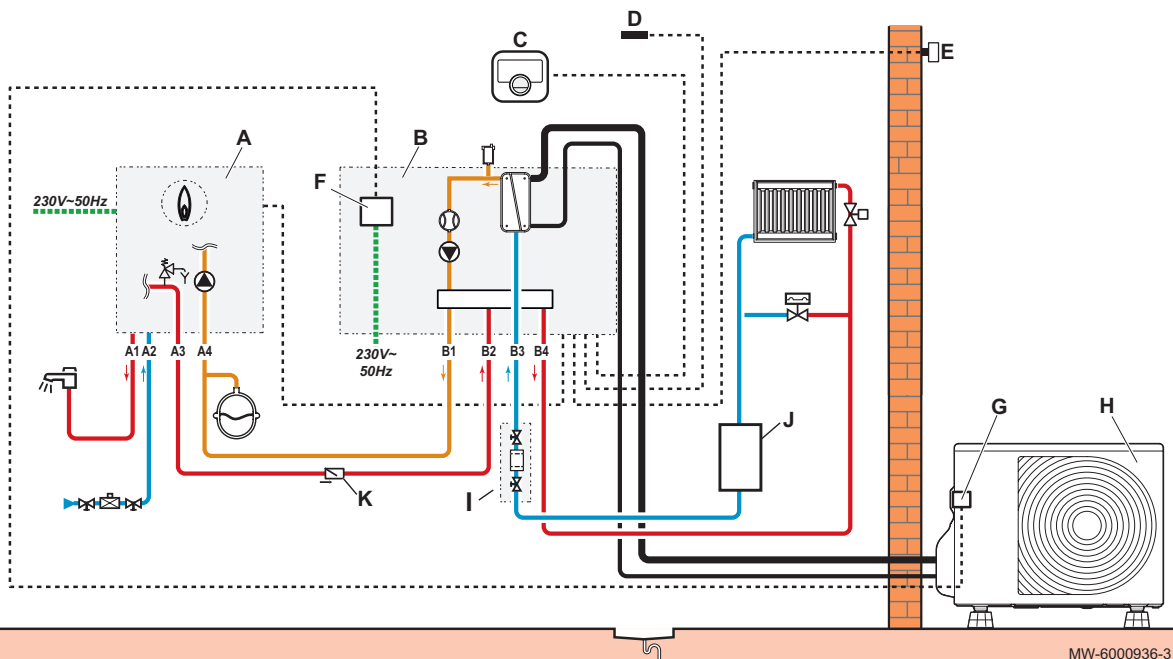 D
C
E
A
B
F
230V~50Hz
A1 A2 A3 A4
B1 B2 B3 B4
230V~
50Hz
G
H
J
I
K
MW-6000936-3